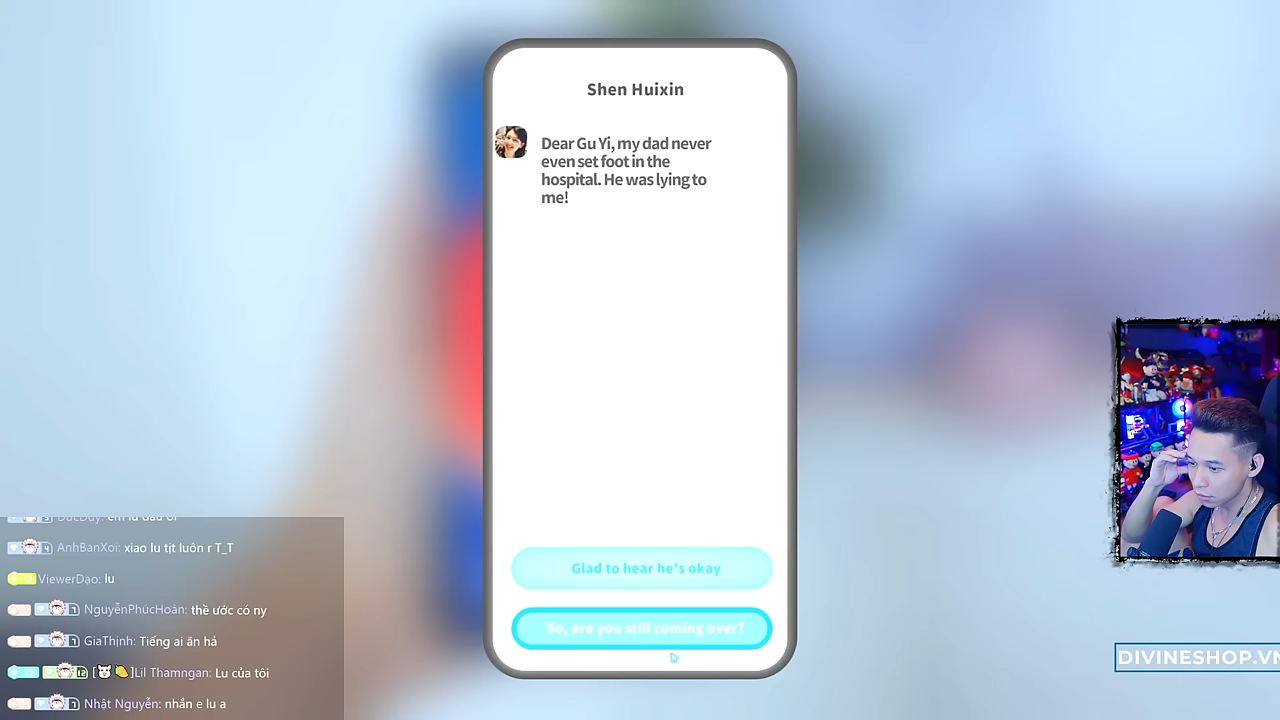 Shen Huixin
Dear Gu Yi, my dad never
even set foot in the
hospital. He was lying to
me!
Glad to hear he's okay
So, are you still coming over?
AnhBanXoi: xiao lu tịt luôn r T_T
ViewerDạo: lu
NguyễnPhúcHoàn: thề ước có ny
GiaThịnh: Tiếng ai ăn hả
Lil Thamngan: Lu của tôi
Nhật Nguyễn: nhắn e lu a
DIVINESHOP.VN